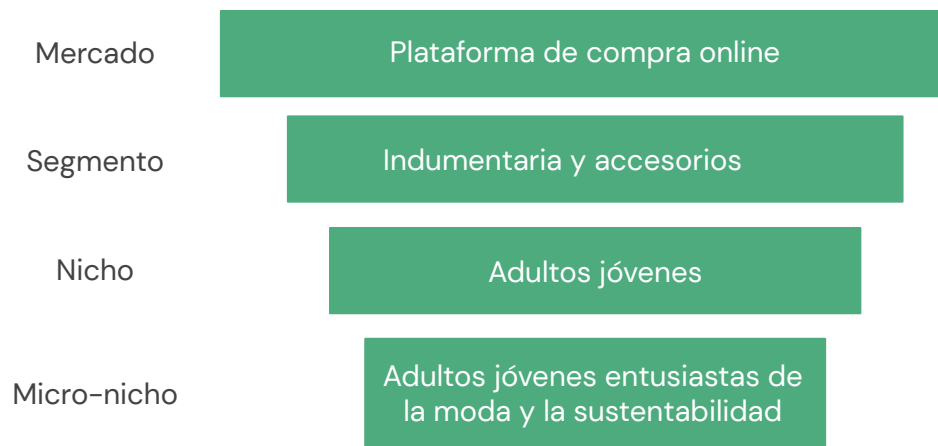 Mercado
Plataforma de compra online
Segmento
Indumentaria y accesorios
Nicho
Adultos jóvenes
Micro-nicho
Adultos jóvenes entusiastas de
la moda y la sustentabilidad